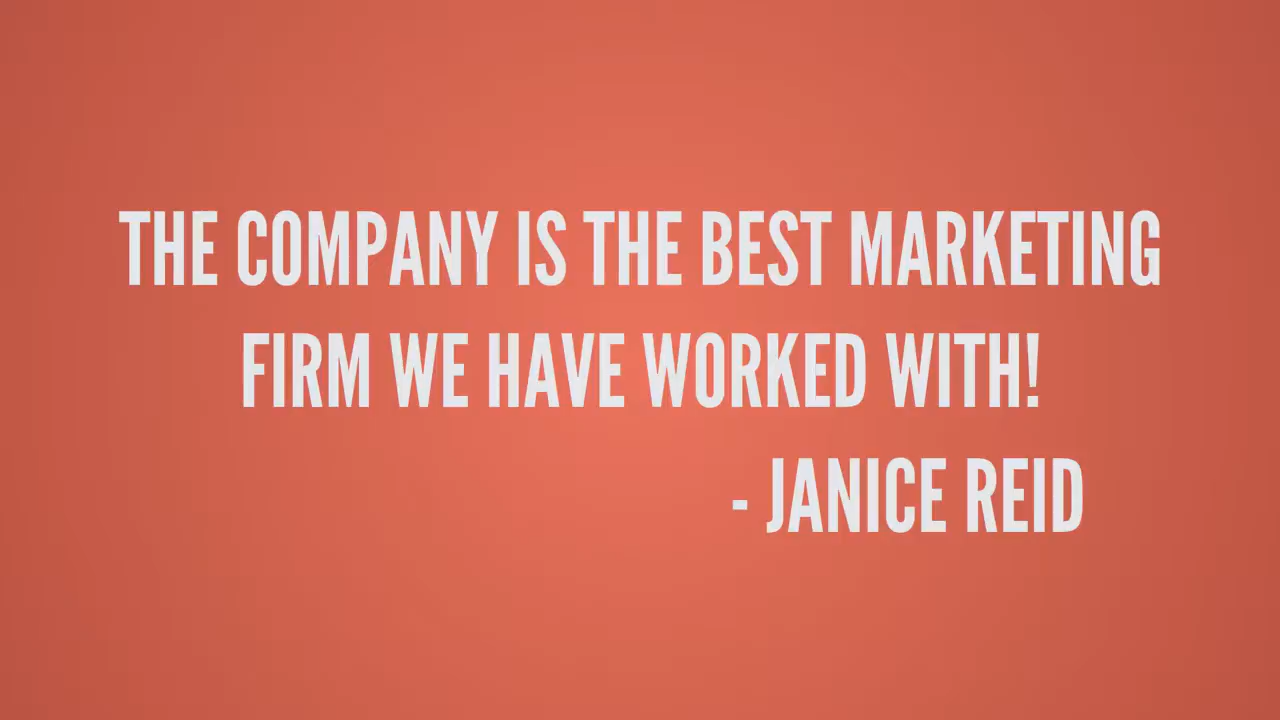 THE COMPANY IS THE BEST MARKETING
FIRM WE HAVE WORKED WITH!
- JANICE REID